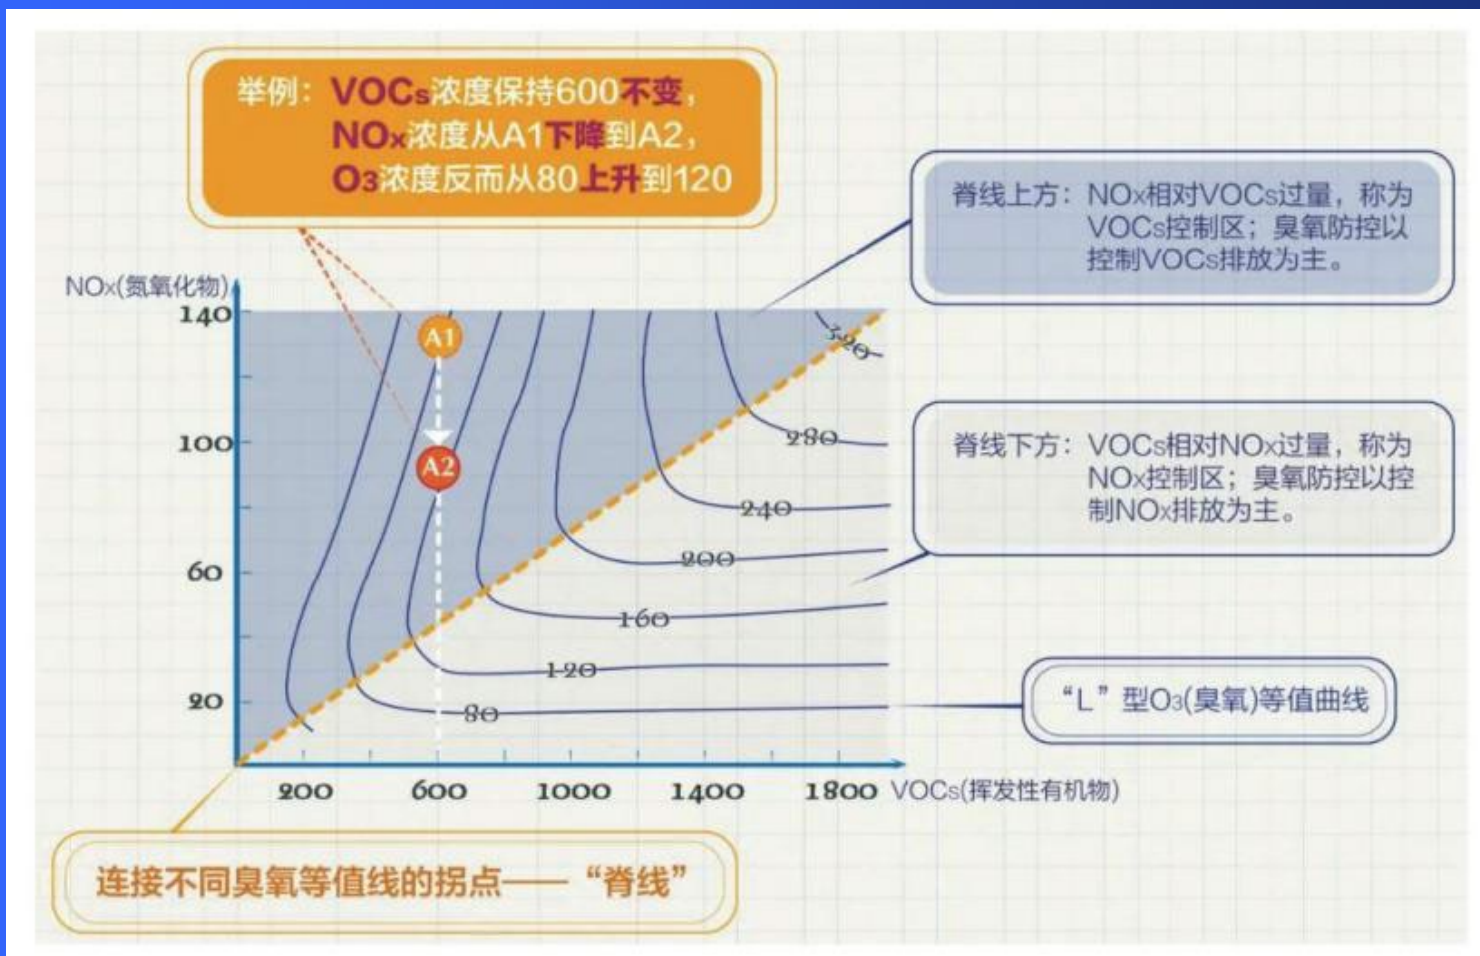 举例：VOCs浓度保持600不变，
NOx浓度从A1下降到A2，
O3浓度反而从80上升到120
脊线上方：NOx相对VOCs过量，称为
VOCs控制区；臭氧防控以
控制VOCs排放为主。
NOx(氮氧化物)
140
100
60
20
A1
A2
320
280
240
200
160
120
80
脊线下方：VOCs相对NOx过量，称为
NOx控制区；臭氧防控以控
制NOx排放为主。
“L”型O3(臭氧)等值曲线
200
600
1000
1400
1800
VOCs(挥发性有机物)
连接不同臭氧等值线的拐点——“脊线”